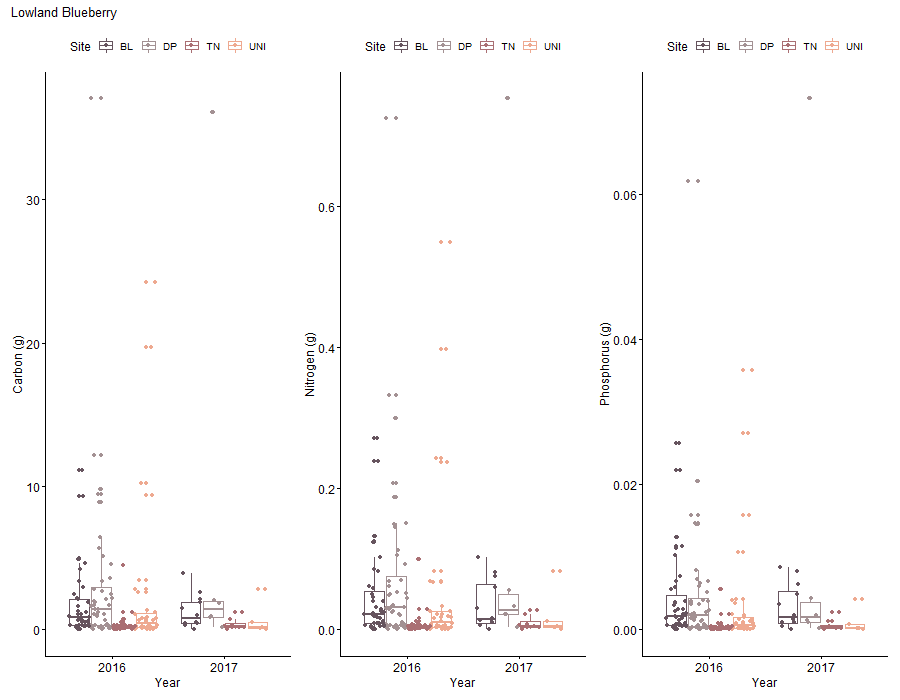 Lowland Blueberry
Site BL DP TN UNI
Site BL DP TN UNI
Site BL DP TN UNI
Carbon (g)
30
20
10
0
2016 2017
Year
Nitrogen (g)
0.6
0.4
0.2
0.0
2016 2017
Year
Phosphorus (g)
0.06
0.04
0.02
0.00
2016 2017
Year